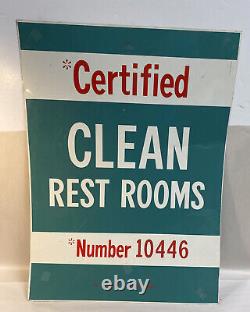 *Certified
CLEAN
REST ROOMS
*Number 10446